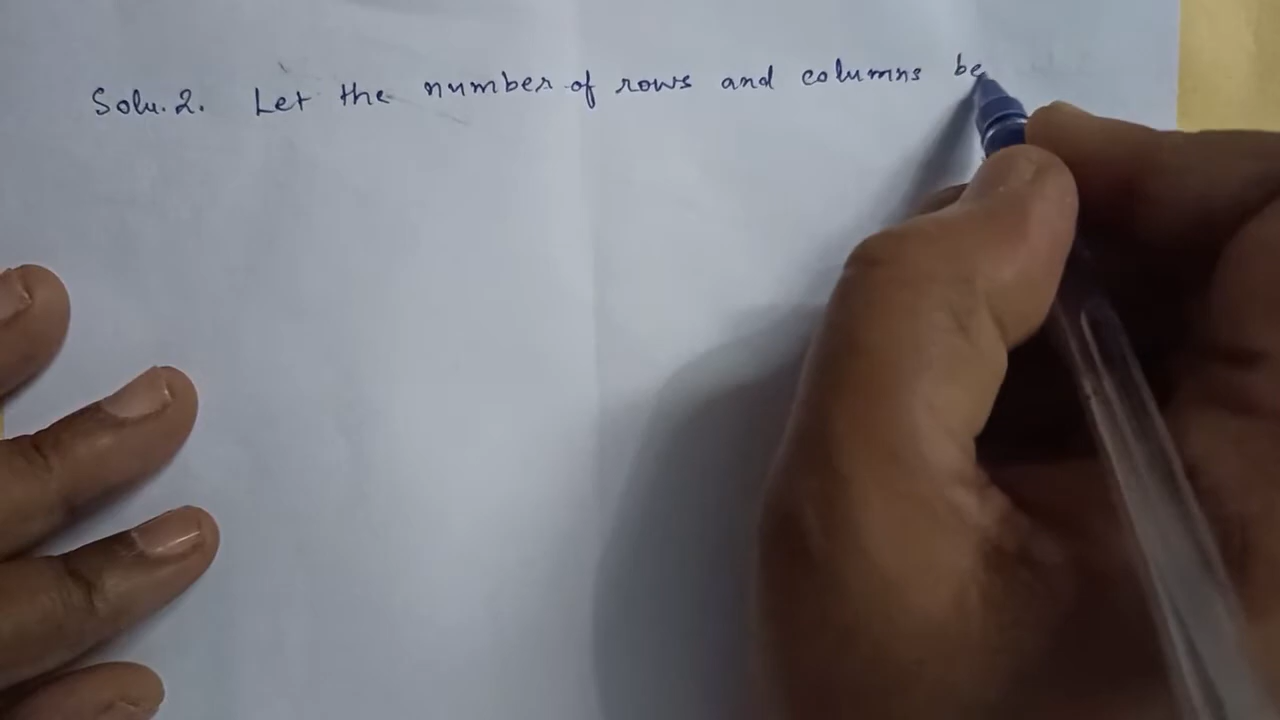 Solu. 2. Let the number of rows and columns be